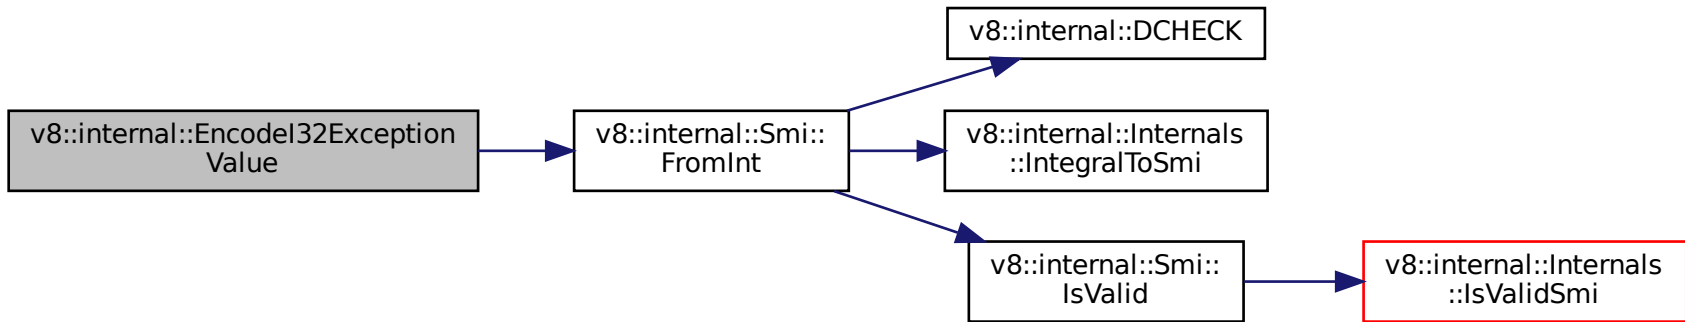 v8::internal::DCHECK
v8::internal::EncodeI32Exception
Value
v8::internal::Smi::
FromInt
v8::internal::Internals
::IntegralToSmi
v8::internal::Smi::
IsValid
v8::internal::Internals
::IsValidSmi